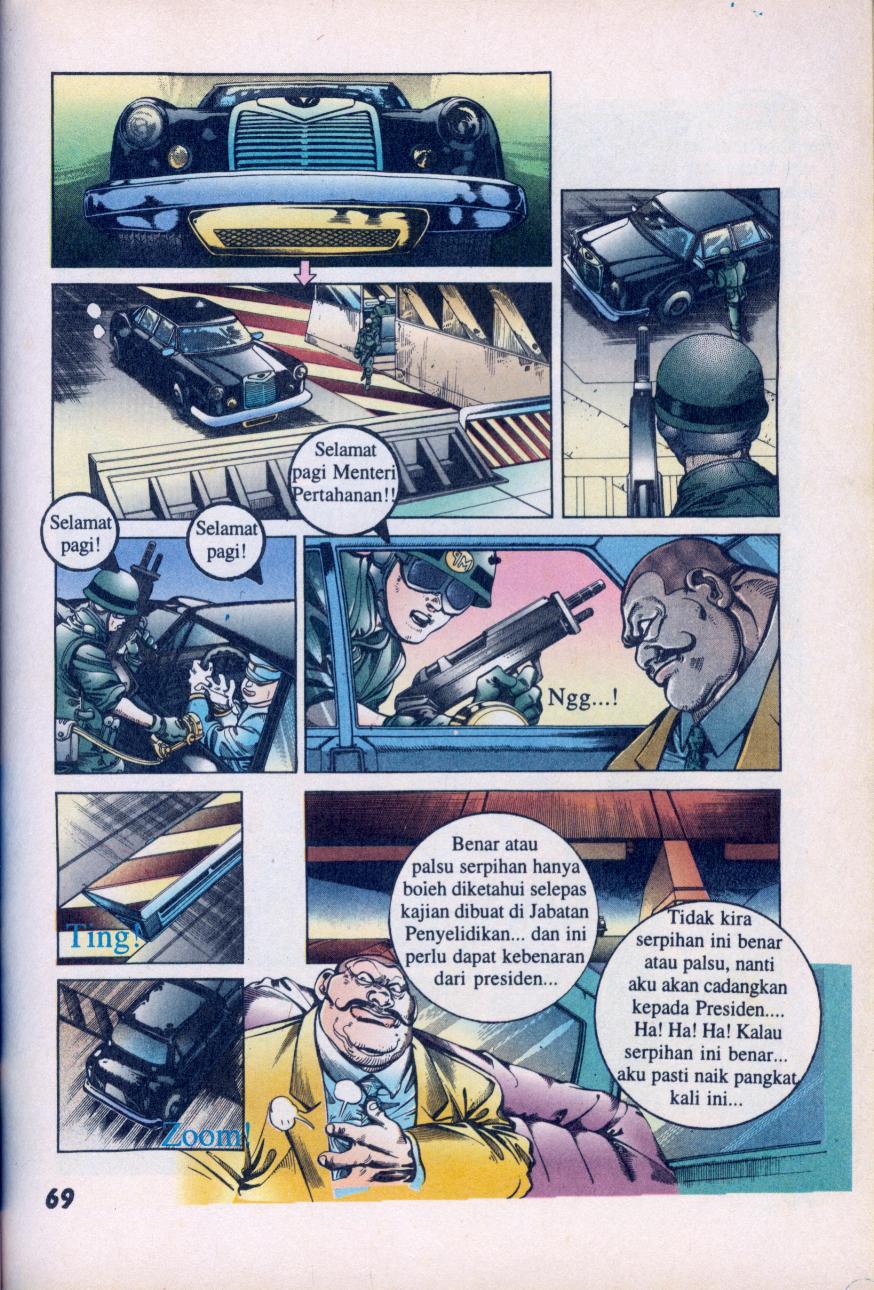 Selamat
pagi!
Selamat
pagi!
Selamat
pagi Menteri
Pertahanan!!
YM
Ngg...!
Ting!
Zoom!
Benar atau
palsu serpihan hanya
boieh diketahui selepas
kajian dibuat di Jabatan
Penyelidikan... dan ini
perlu dapat kebenaran
dari presiden...
Tidak kira
serpihan ini benar
atau palsu, nanti
aku akan cadangkan
kepada Presiden....
Ha! Ha! Ha! Kalau
serpihan ini benar...
aku pasti naik pangkat
kali ini...
69